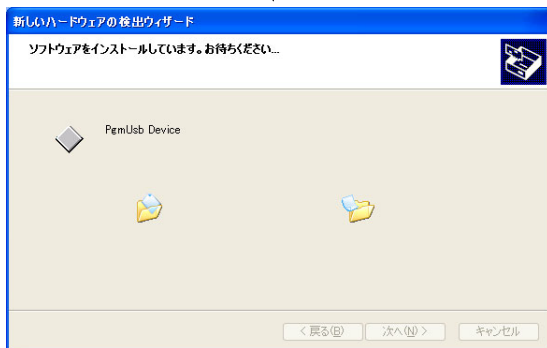 新しいハードウェアの検出ウィザード
ソフトウェアをインストールしています。お待ちください...
PgmUsb Device
< 戻る(B)
次へ(N) >
キャンセル